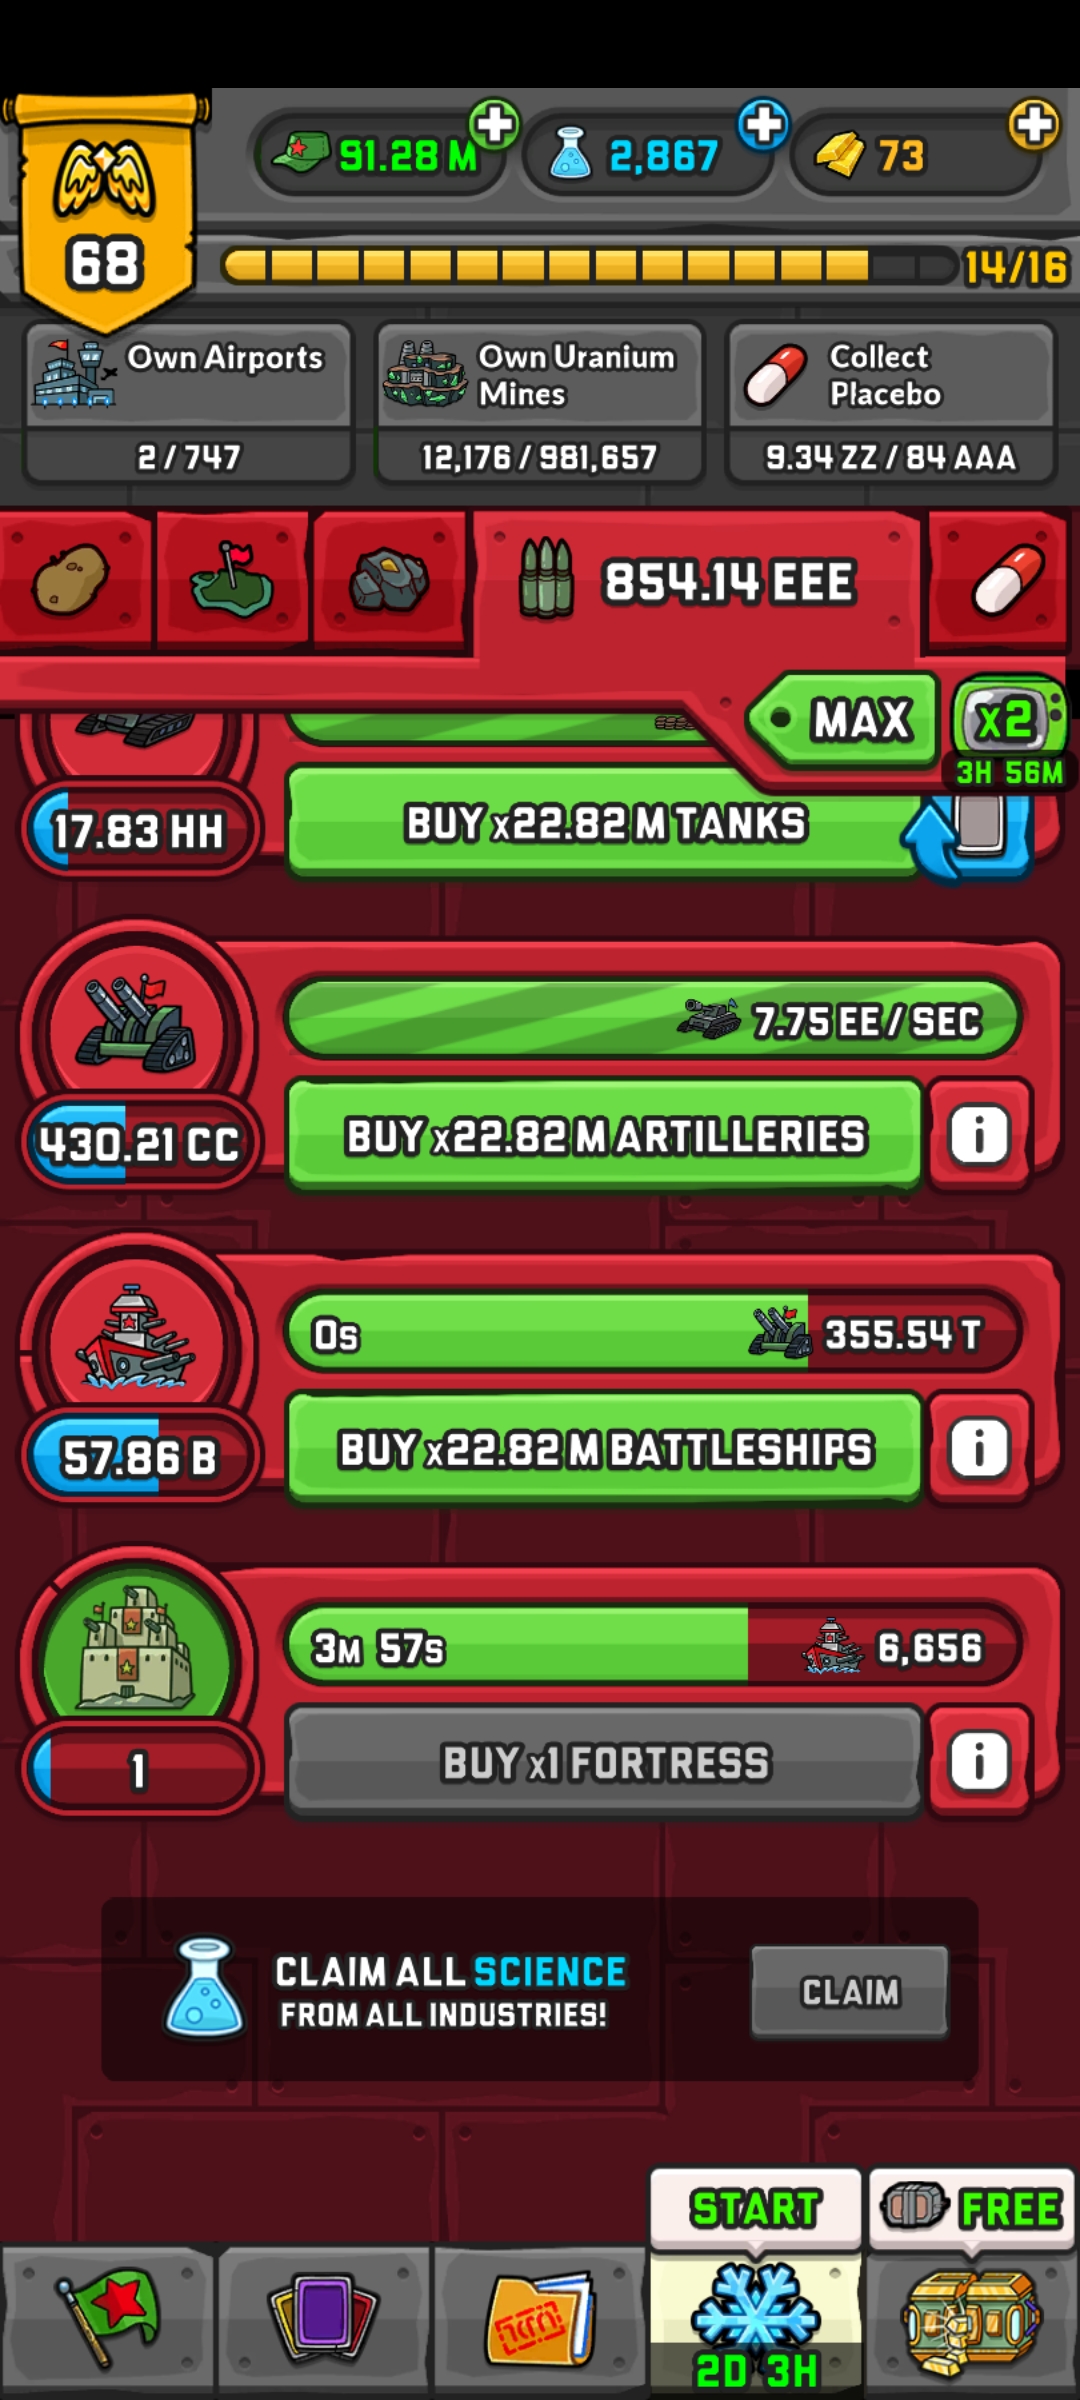 91.28 M
2,867
73
68
14/16
Own Airports
2 / 747
Own Uranium
Mines
12,176 / 981,657
Collect
Placebo
9.34 ZZ / 84 AAA
854.14 EEE
MAX
x2
3H 56M
17.83 HH
BUY x22.82 M TANKS
7.75 EE / SEC
430.21 CC
BUY x22.82 M ARTILLERIES
i
0s
355.54 T
57.86 B
BUY x22.82 M BATTLESHIPS
i
3M 57s
6,656
1
BUY x1 FORTRESS
i
CLAIM ALL SCIENCE
FROM ALL INDUSTRIES!
CLAIM
START
FREE
2D 3H